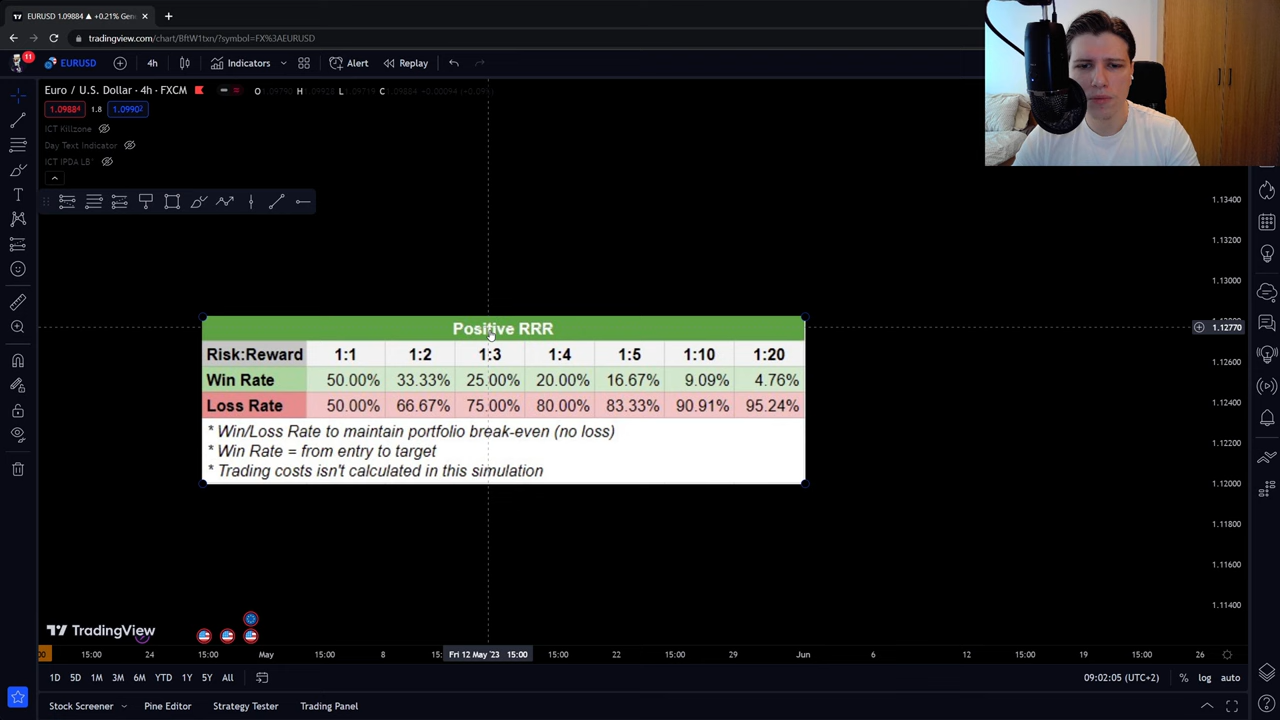 EURUSD 1.09884 ▲ +0.21%
tradingview.com/chart/BftW1txn/?symbol=FX%3AEURUSD
11
EURUSD
4h
Indicators
Alert
Replay
Euro / U.S. Dollar · 4h · FXCM
O
H
L
C
1.09884
1.8
1.09902
ICT Killzone
Day Text Indicator
ICT IPDA LB
Positive RRR
Risk:Reward 1:1 1:2 1:3 1:4 1:5 1:10 1:20
Win Rate 50.00% 33.33% 25.00% 20.00% 16.67% 9.09% 4.76%
Loss Rate 50.00% 66.67% 75.00% 80.00% 83.33% 90.91% 95.24%
* Win/Loss Rate to maintain portfolio break-even (no loss)
* Win Rate = from entry to target
* Trading costs isn't calculated in this simulation
1.13400
1.13200
1.13000
1.12770
1.12600
1.12400
1.12200
1.12000
1.11800
1.11600
1.11400
TradingView
15:00 24 15:00 May 15:00 8 Fri 12 May '23 15:00 15:00 22 15:00 29 Jun 6 12 15:00 19 15:00 26
1D 5D 1M 3M 6M YTD 1Y 5Y All
09:02:05 (UTC+2) % log auto
Stock Screener Pine Editor Strategy Tester Trading Panel